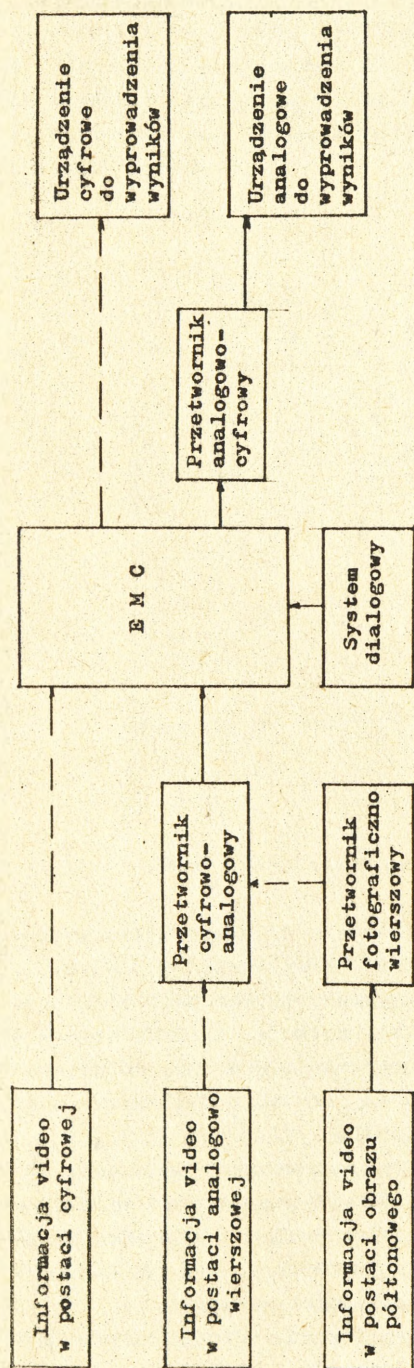 Informacja video
w postaci cyfrowej
Informacja video
w postaci analogowo
wierszowej
Informacja video
w postaci obrazu
półtonowego
Przetwornik
cyfrowo-
analogowy
Przetwornik
fotograficzno
wierszowy
E M C
System
dialogowy
Przetwornik
analogowo-
cyfrowy
Urządzenie
cyfrowe
do
wyprowadzenia
wyników
Urządzenie
analogowe
do
wyprowadzenia
wyników